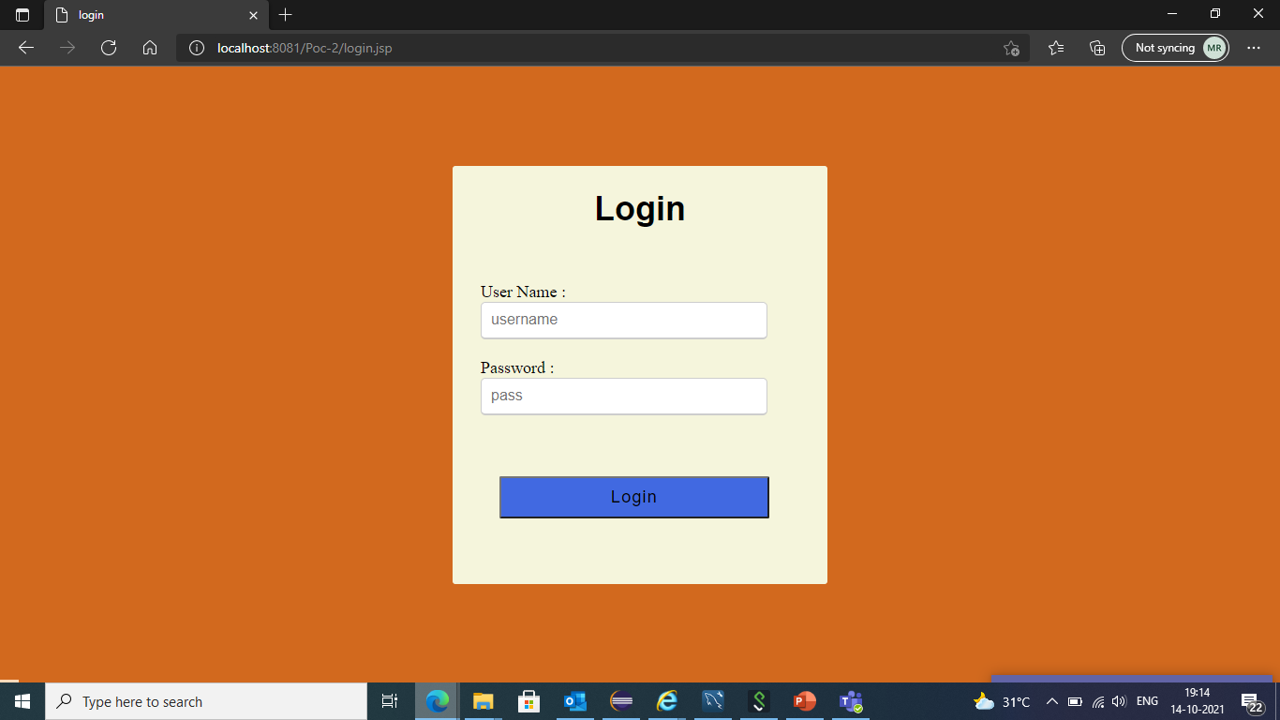 login
localhost:8081/Poc-2/login.jsp
Not syncing
MR
Login
User Name :
username
Password :
pass
Login
Type here to search
31°C
ENG
19:14
14-10-2021
22